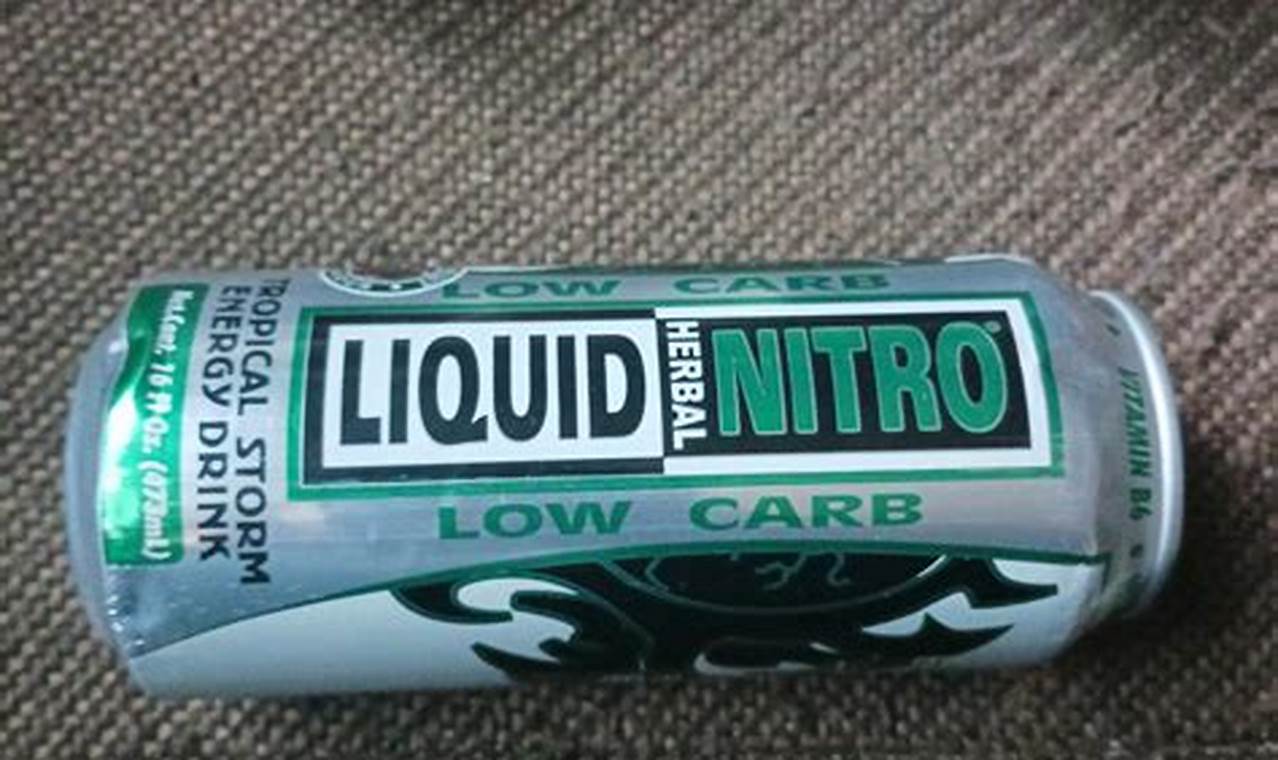 LOW CARB
LIQUID HERBAL NITRO®
LOW CARB
TROPICAL STORM
ENERGY DRINK
Net Cont. 16 Fl Oz. (473ml)
VITAMIN B6